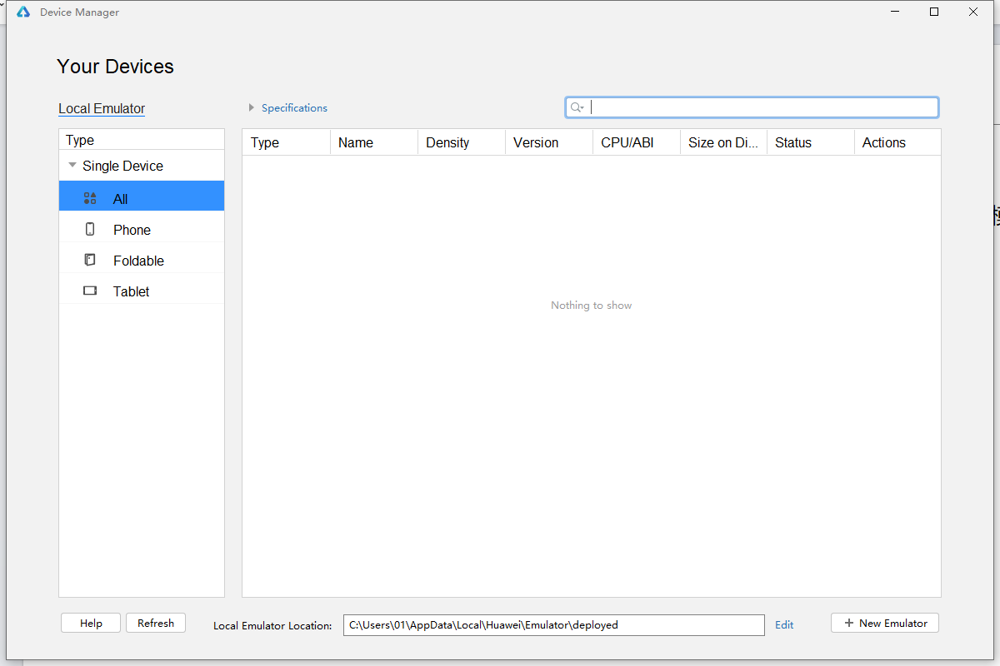 Device Manager
Your Devices
Local Emulator
Specifications
Type
Single Device
All
Phone
Foldable
Tablet
Type Name Density Version CPU/ABI Size on Di... Status Actions
Nothing to show
Help Refresh Local Emulator Location: C:\Users\01\AppData\Local\Huawei\Emulator\deployed Edit + New Emulator